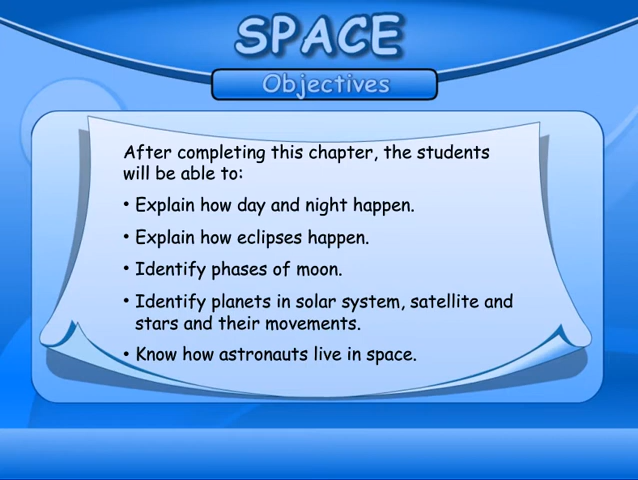 SPACE
Objectives
After completing this chapter, the students
will be able to:
• Explain how day and night happen.
• Explain how eclipses happen.
• Identify phases of moon.
• Identify planets in solar system, satellite and
stars and their movements.
• Know how astronauts live in space.